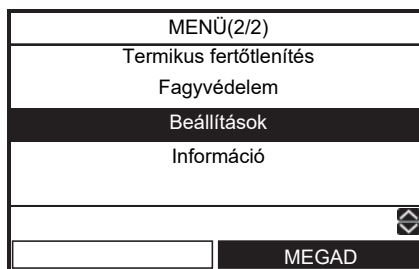 MENÜ(2/2)
Termikus fertőtlenítés
Fagyvédelem
Beállítások
Információ
MEGAD